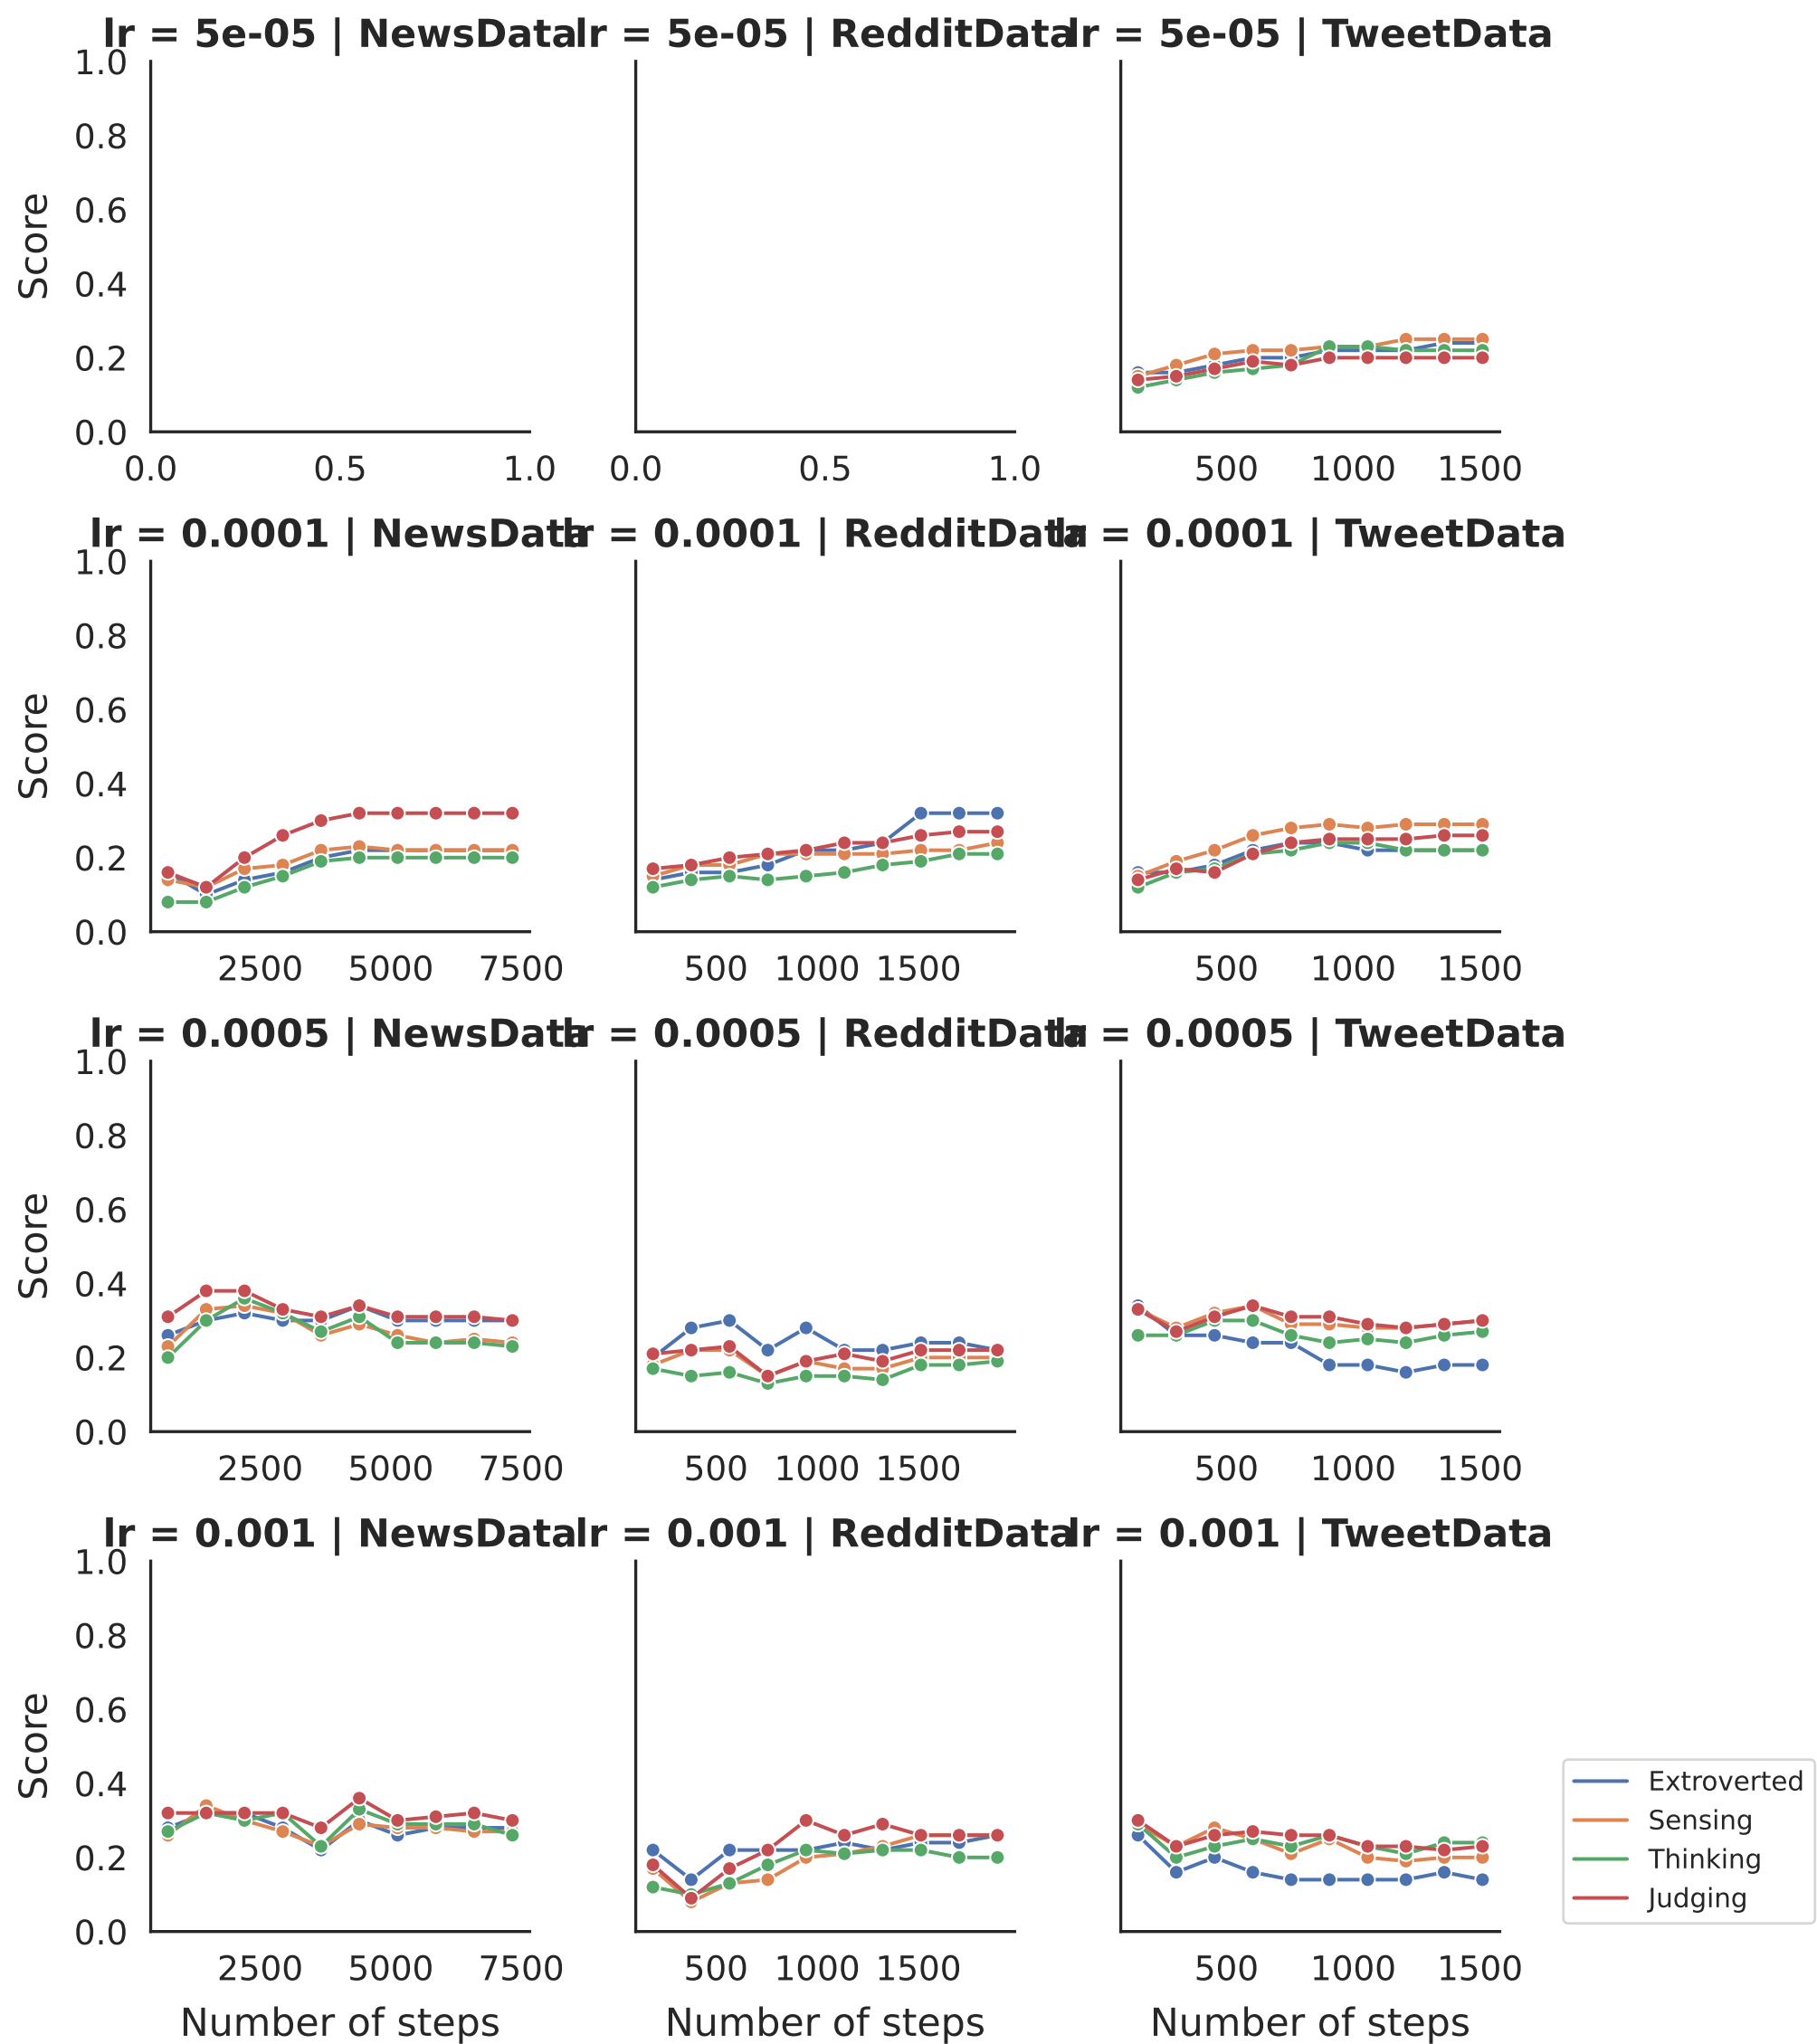 lr = 5e-05 | NewsData
lr = 5e-05 | RedditData
lr = 5e-05 | TweetData
Score
1.0
0.8
0.6
0.4
0.2
0.0
0.0 0.5 1.0
0.0 0.5 1.0
500 1000 1500
lr = 0.0001 | NewsData
lr = 0.0001 | RedditData
lr = 0.0001 | TweetData
Score
1.0
0.8
0.6
0.4
0.2
0.0
2500 5000 7500
500 1000 1500
500 1000 1500
lr = 0.0005 | NewsData
lr = 0.0005 | RedditData
lr = 0.0005 | TweetData
Score
1.0
0.8
0.6
0.4
0.2
0.0
2500 5000 7500
500 1000 1500
500 1000 1500
lr = 0.001 | NewsData
lr = 0.001 | RedditData
lr = 0.001 | TweetData
Score
1.0
0.8
0.6
0.4
0.2
0.0
2500 5000 7500
500 1000 1500
500 1000 1500
Number of steps
Number of steps
Number of steps
Extroverted
Sensing
Thinking
Judging